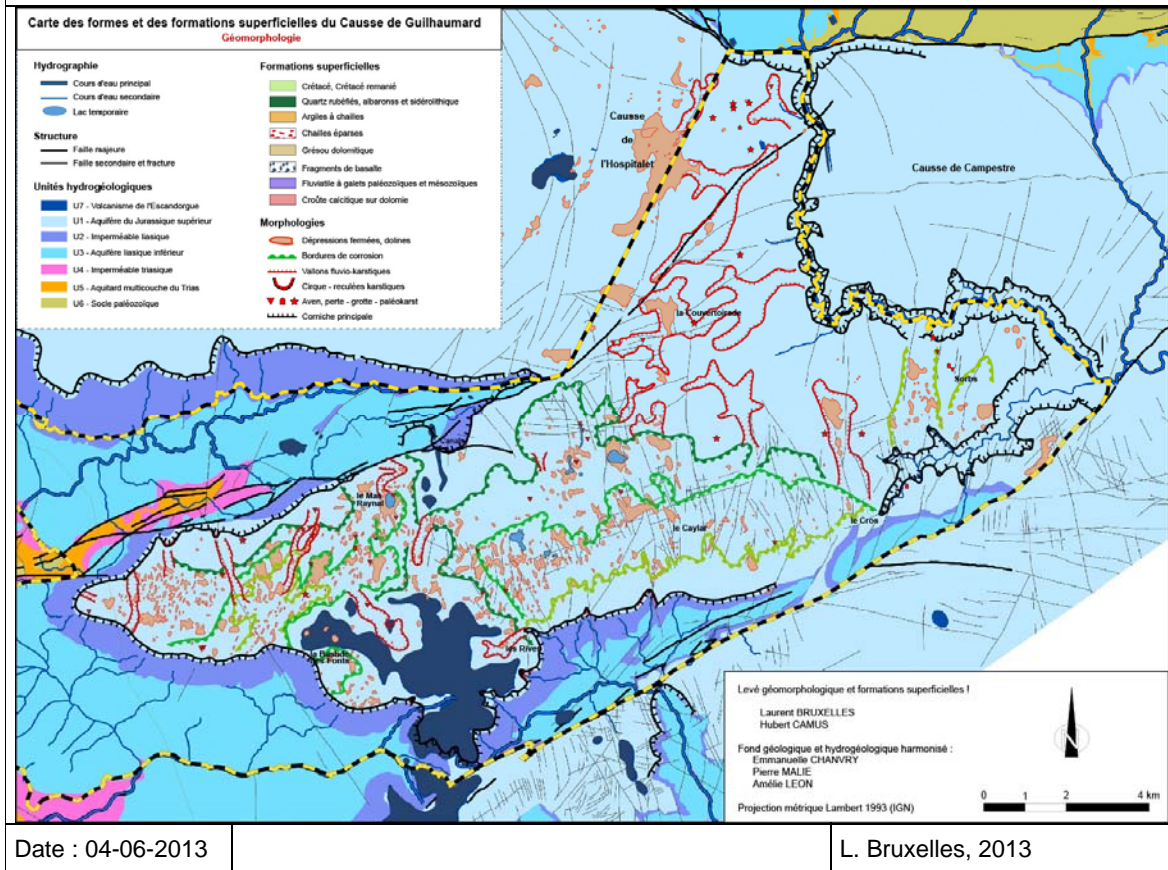 Carte des formes et des formations superficielles du Causse de Guilhaumard
Géomorphologie
Hydrographie
Cours d'eau principal
Cours d'eau secondaire
Lac temporaire
Structure
Faille majeure
Faille secondaire et fracture
Unités hydrogéologiques
U7 - Volcanisme de l'Escandorgue
U1 - Aquifère du Jurassique supérieur
U2 - Imperméable liasique
U3 - Aquifère liasique inférieur
U4 - Imperméable triasique
U5 - Aquitard multicouche du Trias
U6 - Socle paléozoïque
Formations superficielles
Crétacé, Crétacé remanié
Quartz rubéfiés, albarons et sidérolithique
Argiles à chailles
Chailles éparses
Grésou dolomitique
Fragments de basalte
Fluviatile à galets paléozoïques et mésozoïques
Croûte calcitique sur dolomie
Morphologies
Dépressions fermées, dolines
Bordures de corrosion
Vallons fluvio-karstiques
Cirque - reculées karstiques
Aven, perte - grotte - paléokarst
Corniche principale
Causse
de
l'Hospitalet
Causse de Campestre
la Couvertoirade
Sorbs
le Mas
Raynal
le Caylar
le Cros
la Bastide
des Fonts
les Rives
Levé géomorphologique et formations superficielles !
Laurent BRUXELLES
Hubert CAMUS
Fond géologique et hydrogéologique harmonisé :
Emmanuelle CHANVRY
Pierre MALIE
Amélie LEON
Projection métrique Lambert 1993 (IGN)
N
0 1 2 4 km
Date : 04-06-2013
L. Bruxelles, 2013